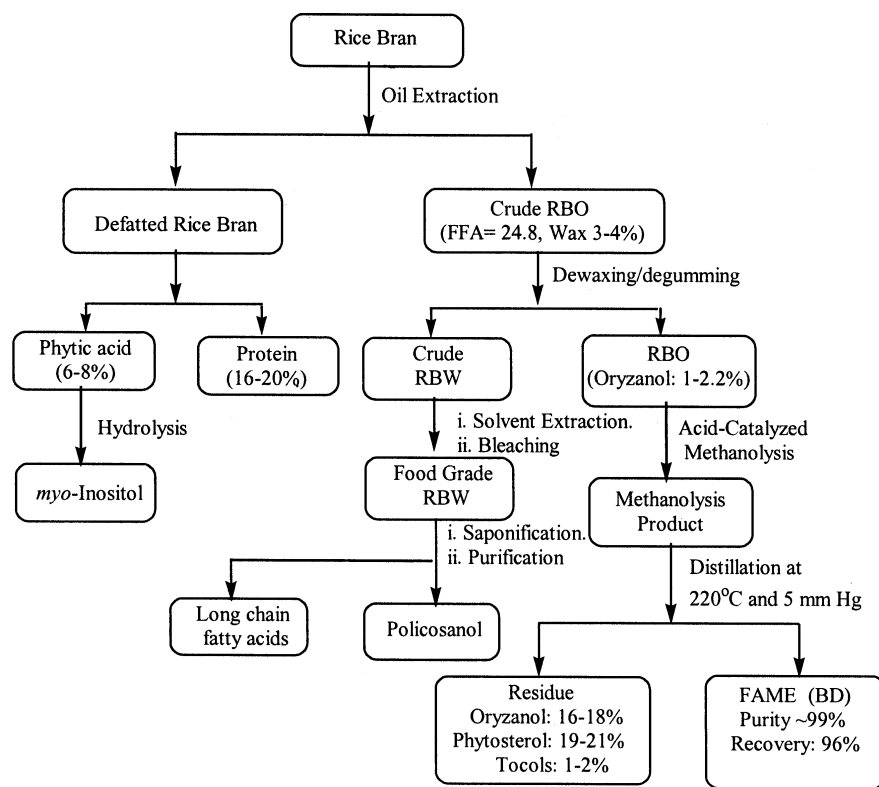 Rice Bran
Oil Extraction
Defatted Rice Bran
Crude RBO
(FFA= 24.8, Wax 3-4%)
Dewaxing/degumming
Phytic acid
(6-8%)
Protein
(16-20%)
Crude
RBW
RBO
(Oryzanol: 1-2.2%)
Hydrolysis
i. Solvent Extraction.
ii. Bleaching
Acid-Catalyzed
Methanolysis
myo-Inositol
Food Grade
RBW
Methanolysis
Product
i. Saponification.
ii. Purification
Distillation at
220°C and 5 mm Hg
Long chain
fatty acids
Policosanol
Residue
Oryzanol: 16-18%
Phytosterol: 19-21%
Tocols: 1-2%
FAME (BD)
Purity ~99%
Recovery: 96%